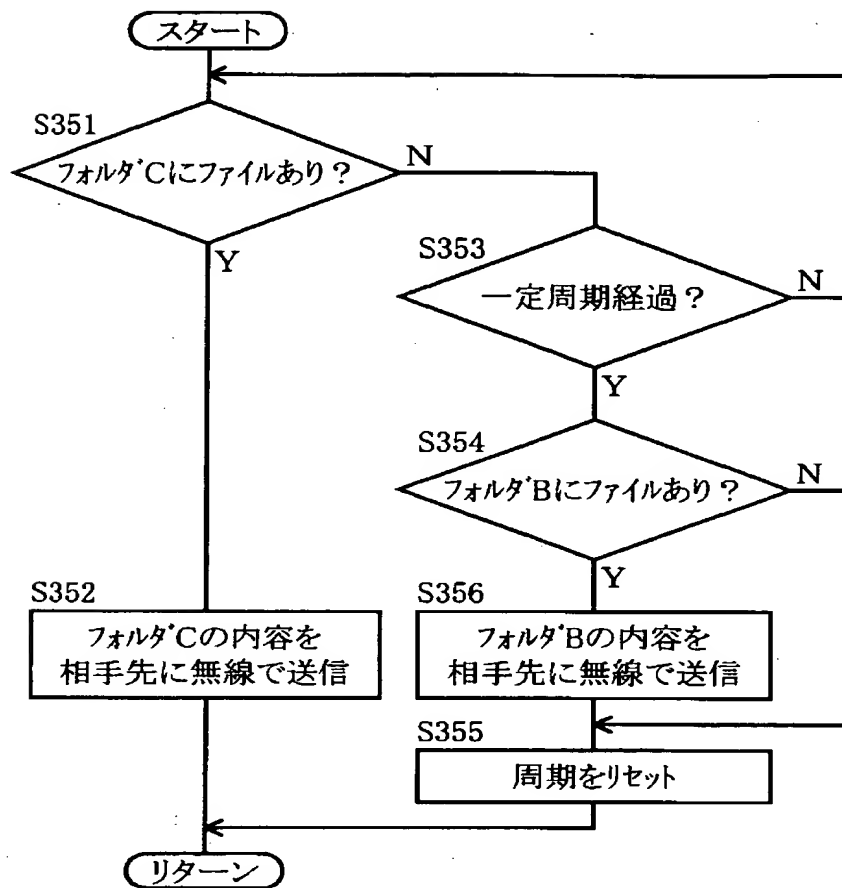 スタート
S351
フォルダCにファイルあり？
N
Y
S353
一定周期経過？
N
Y
S354
フォルダBにファイルあり？
N
Y
S352
フォルダCの内容を
相手先に無線で送信
S356
フォルダBの内容を
相手先に無線で送信
S355
周期をリセット
リターン